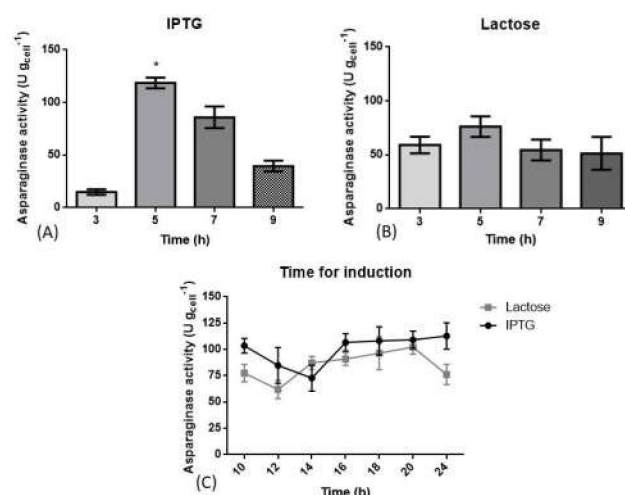 IPTG
Asparaginase activity (U gcell⁻¹)
150
100
50
0
*
3 5 7 9
Time (h)
(A)
Lactose
Asparaginase activity (U gcell⁻¹)
150
100
50
0
3 5 7 9
Time (h)
(B)
Time for induction
Asparaginase activity (U gcell⁻¹)
150
125
100
75
50
25
0
Lactose
IPTG
10 12 14 16 18 20 24
Time (h)
(C)